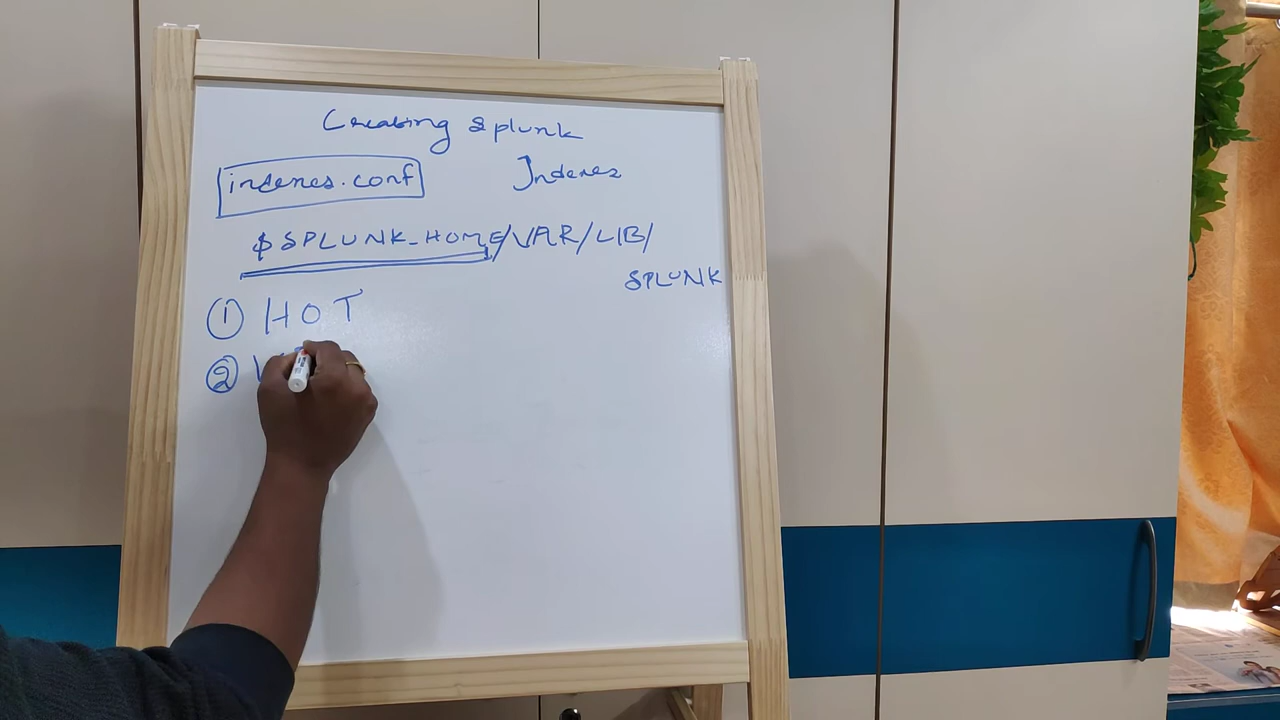 Creating Splunk
indexes.conf Indexes
$SPLUNK_HOME/VAR/LIB/
SPLUNK
① HOT
②